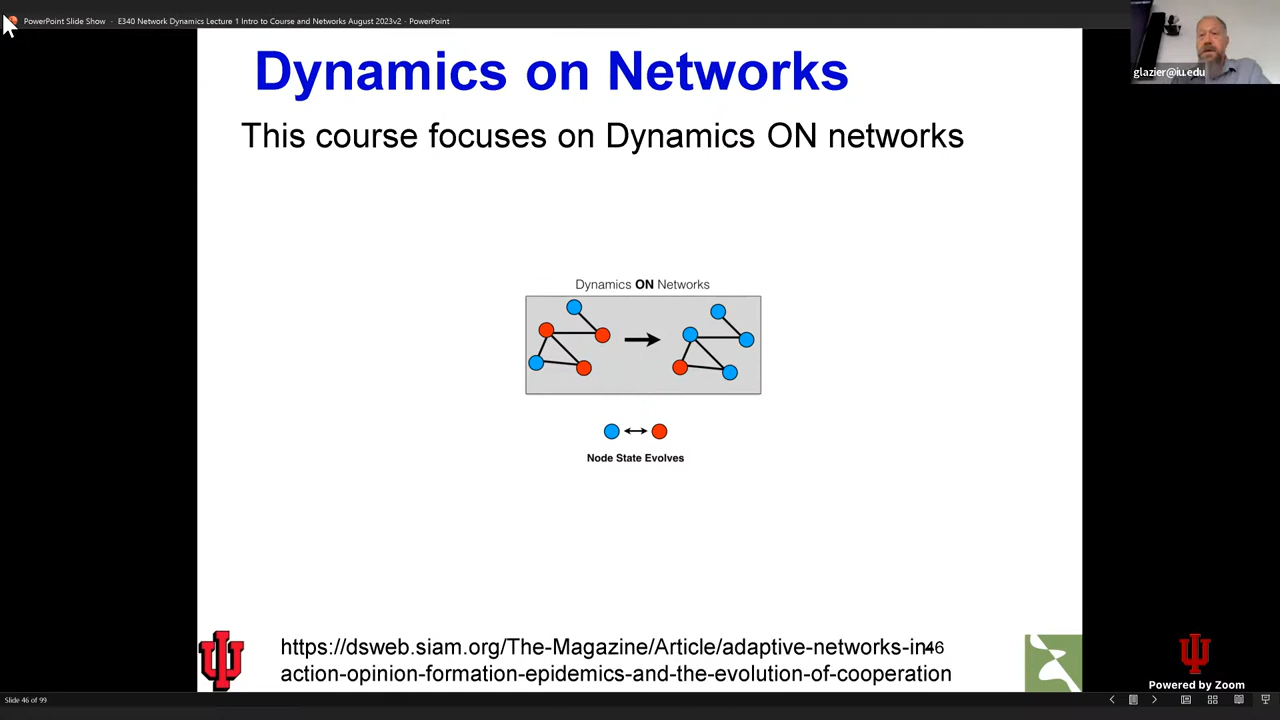 PowerPoint Slide Show - E340 Network Dynamics Lecture 1 Intro to Course and Networks August 2023v2 - PowerPoint
glazier@iu.edu
Dynamics on Networks
This course focuses on Dynamics ON networks
Dynamics ON Networks
Node State Evolves
https://dsweb.siam.org/The-Magazine/Article/adaptive-networks-in-
46
action-opinion-formation-epidemics-and-the-evolution-of-cooperation
Powered by Zoom
Slide 46 of 99